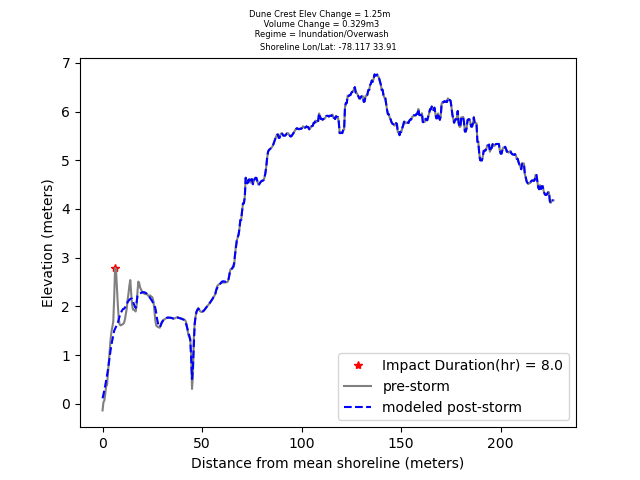 Dune Crest Elev Change = 1.25m
Volume Change = 0.329m3
Regime = Inundation/Overwash
Shoreline Lon/Lat: -78.117 33.91
7
6
5
4
3
2
1
0
Elevation (meters)
Impact Duration(hr) = 8.0
pre-storm
modeled post-storm
0 50 100 150 200
Distance from mean shoreline (meters)